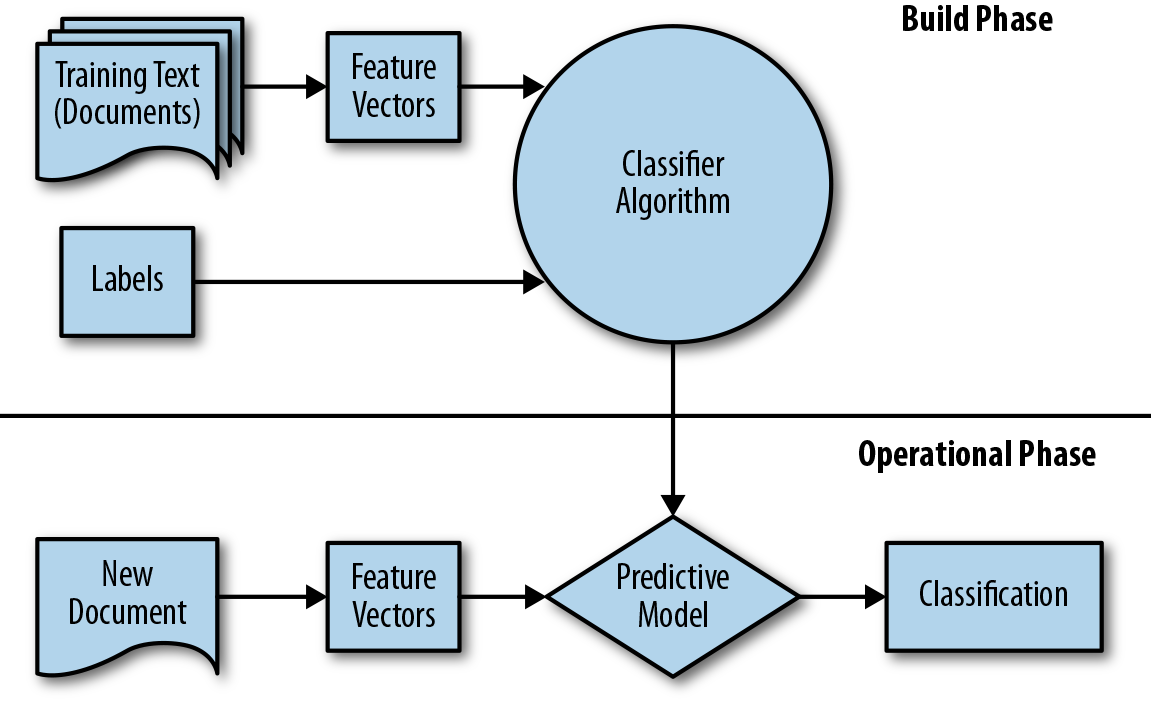 Build Phase
Training Text
(Documents)
Feature
Vectors
Classifier
Algorithm
Labels
Operational Phase
New
Document
Feature
Vectors
Predictive
Model
Classification